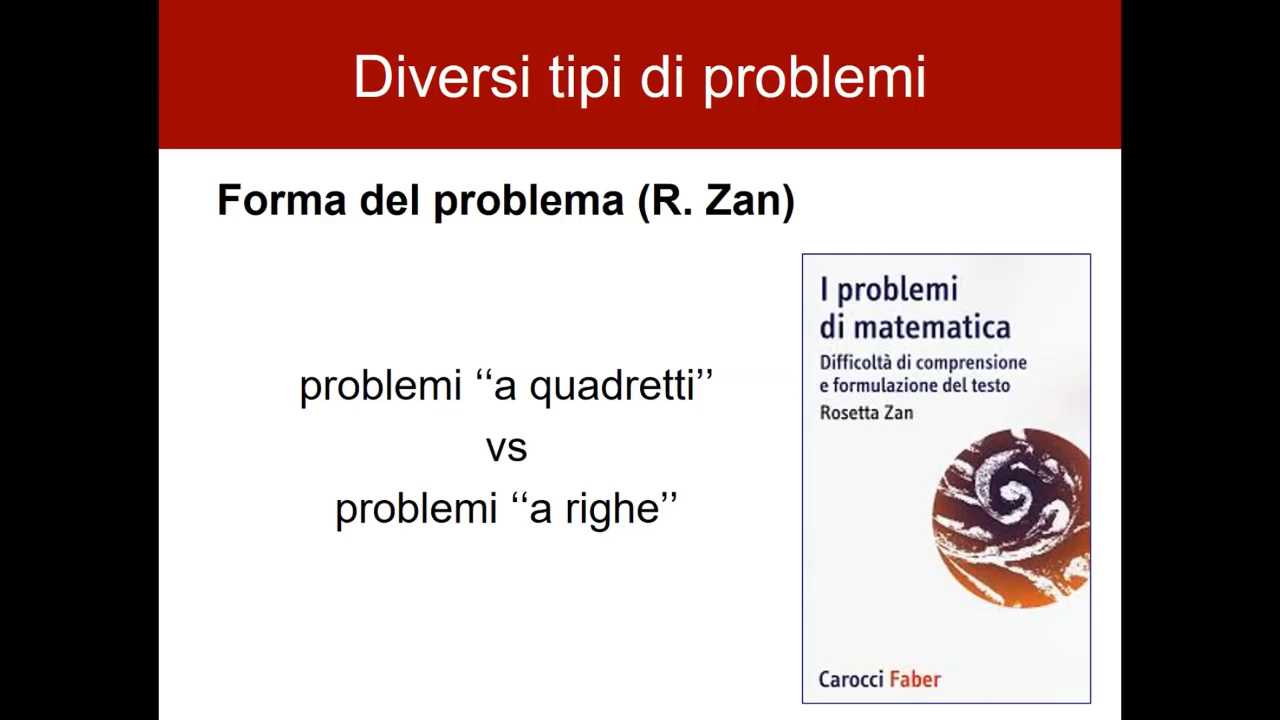 Diversi tipi di problemi
Forma del problema (R. Zan)
problemi ‘‘a quadretti’’
vs
problemi ‘‘a righe’’
I problemi
di matematica
Difficoltà di comprensione
e formulazione del testo
Rosetta Zan
Carocci Faber